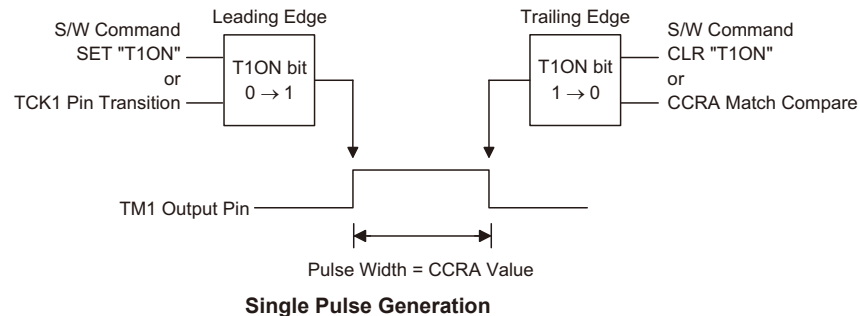 Leading Edge
Trailing Edge
S/W Command
SET "T1ON"
or
TCK1 Pin Transition
T1ON bit
0 → 1
T1ON bit
1 → 0
S/W Command
CLR "T1ON"
or
CCRA Match Compare
TM1 Output Pin
Pulse Width = CCRA Value
Single Pulse Generation